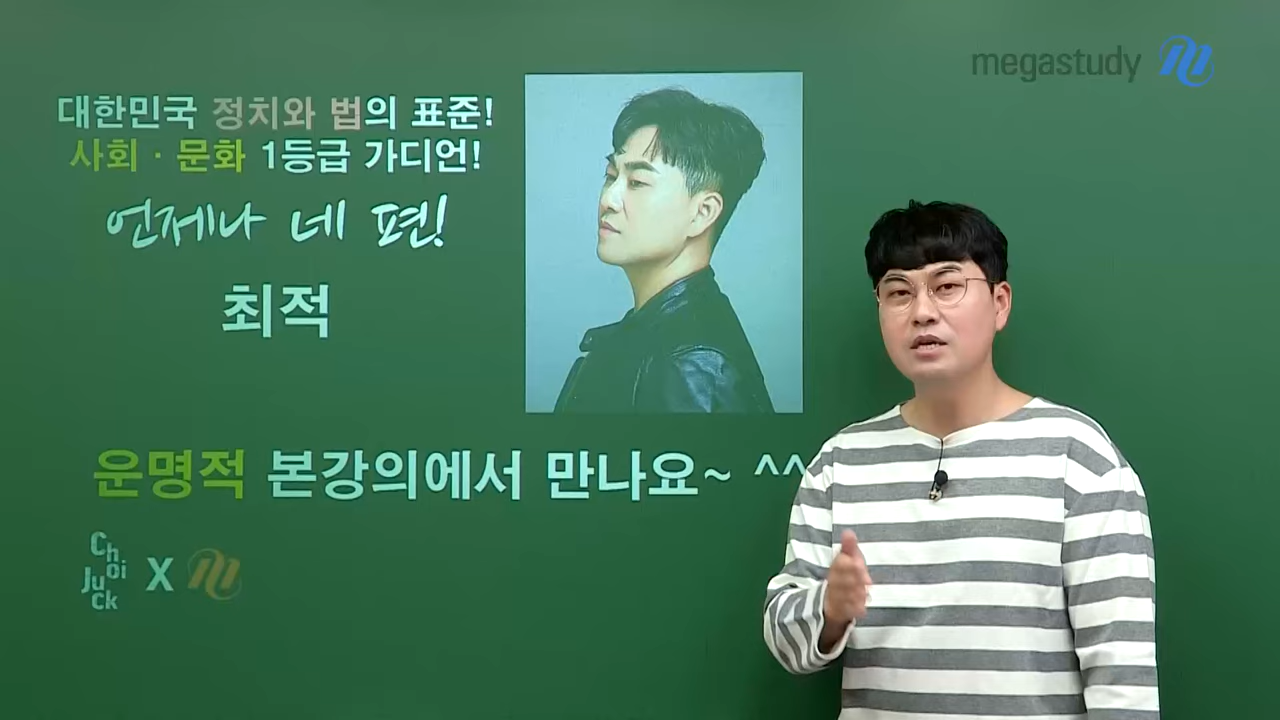 megastudy
대한민국 정치와 법의 표준!
사회·문화 1등급 가디언!
언제나 네 편!
최적
운명적 본강의에서 만나요~ ^^
Choi
Juck
X